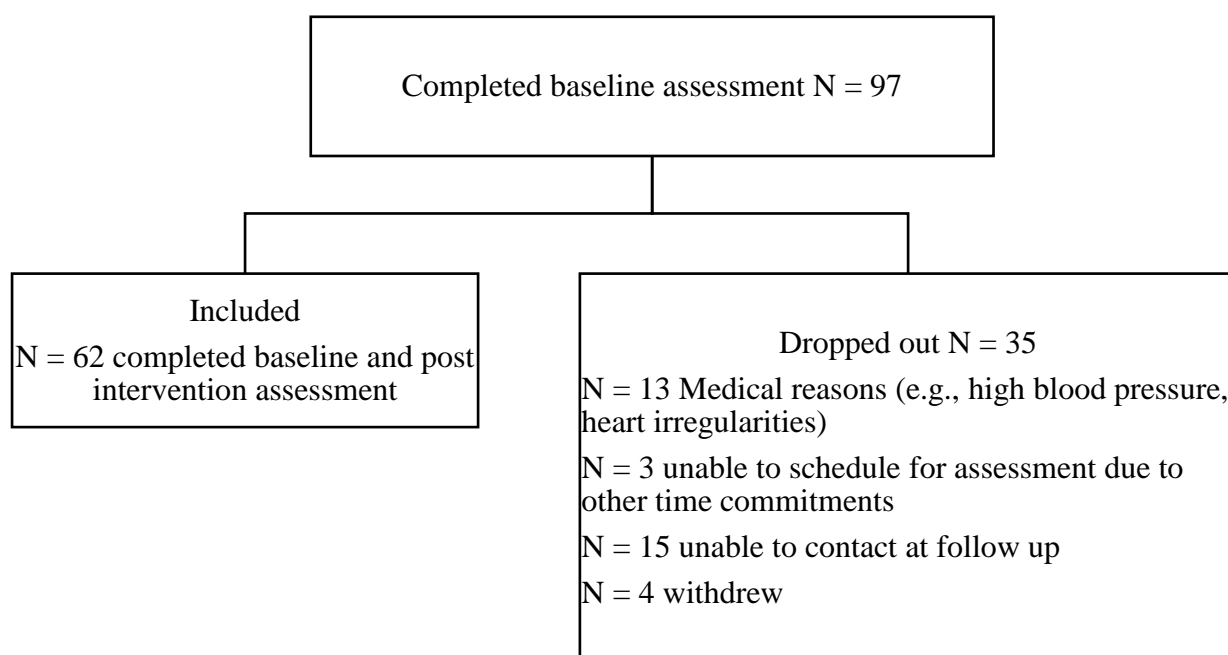 Completed baseline assessment N = 97
Included
N = 62 completed baseline and post
intervention assessment
Dropped out N = 35
N = 13 Medical reasons (e.g., high blood pressure,
heart irregularities)
N = 3 unable to schedule for assessment due to
other time commitments
N = 15 unable to contact at follow up
N = 4 withdrew